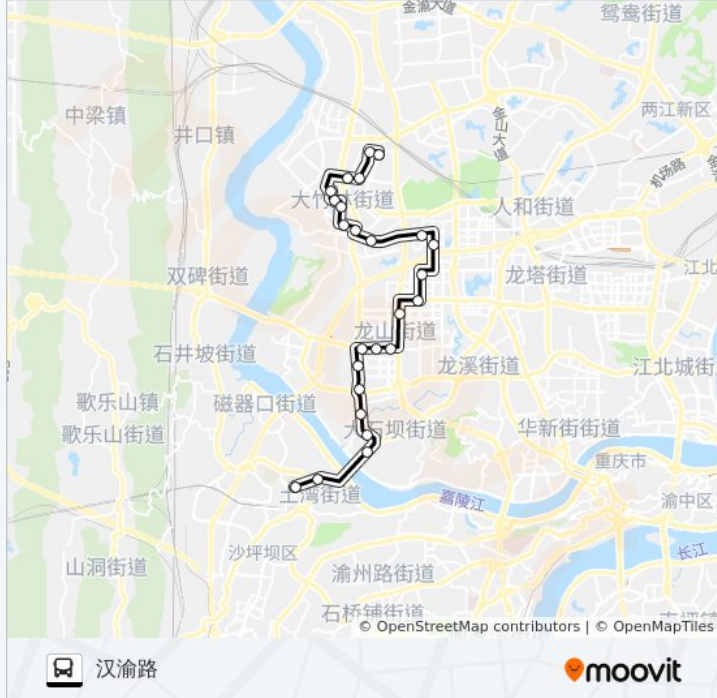 金渝大道
鸳鸯街道
中梁镇
井口镇
金山大道
两江新区
机场路
大竹林街道
人和街道
双碑街道
龙塔街道
江北
龙山街道
石井坡街道
龙溪街道
江北城街
歌乐山镇
磁器口街道
歌乐山街道
大石坝街道
华新街街道
重庆市
土湾街道
嘉陵江
渝中区
沙坪坝区
长江
山洞街道
渝州路街道
石桥铺街道
© OpenStreetMap contributors | © OpenMapTiles
汉渝路
moovit